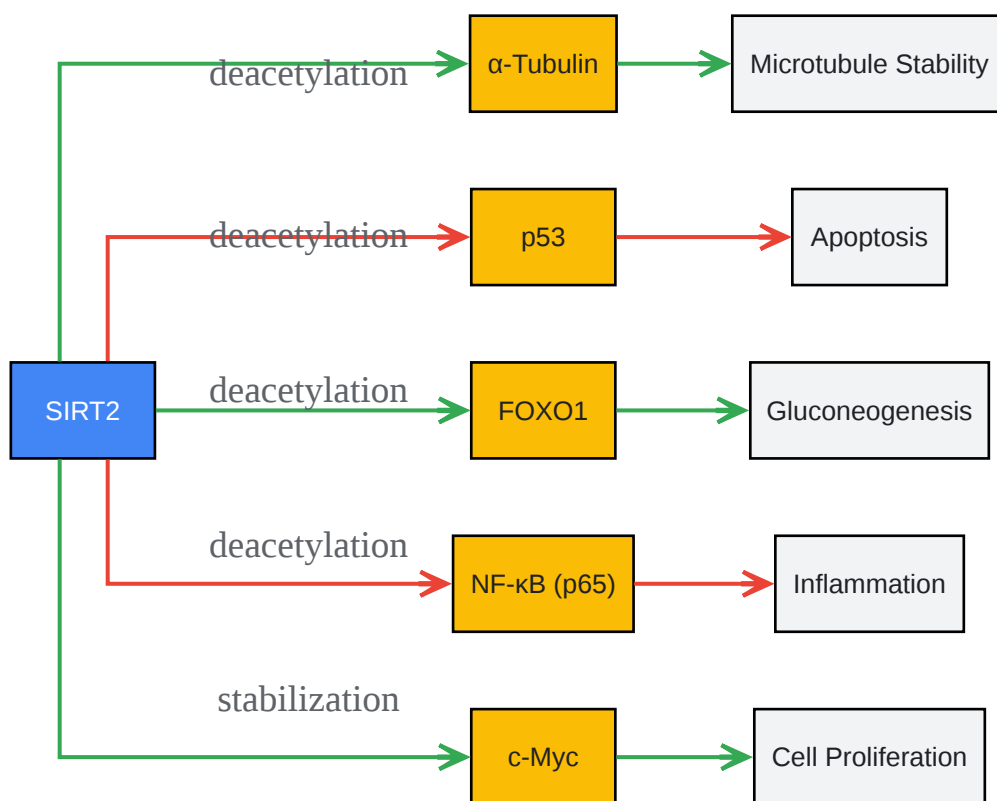 deacetylation
α-Tubulin
Microtubule Stability
deacetylation
p53
Apoptosis
SIRT2
deacetylation
FOXO1
Gluconeogenesis
deacetylation
NF-κB (p65)
Inflammation
stabilization
c-Myc
Cell Proliferation